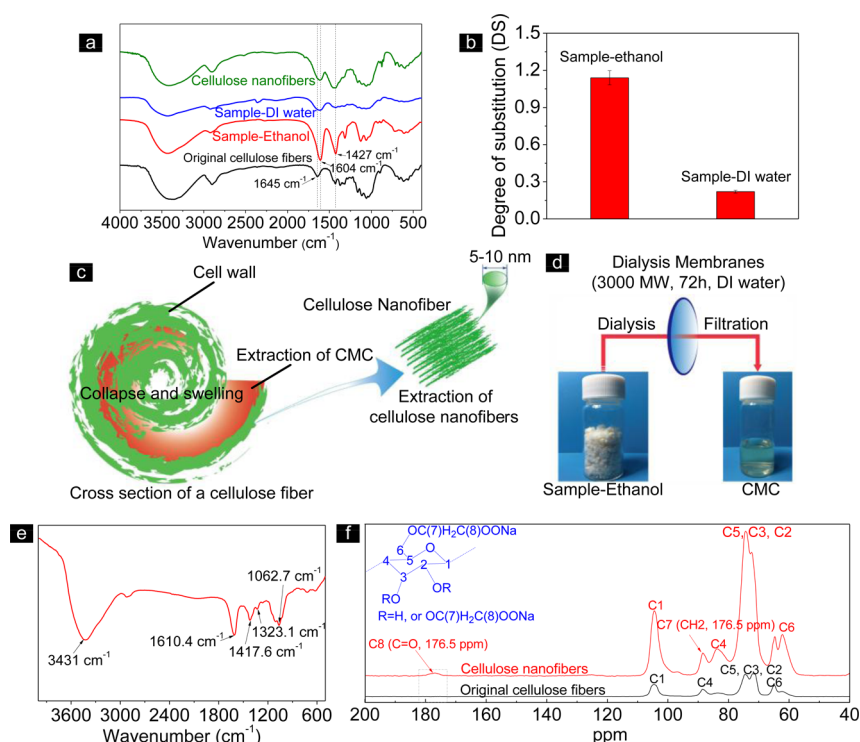 a
Cellulose nanofibers
Sample-DI water
Sample-Ethanol
Original cellulose fibers
1427 cm-1
1604 cm-1
1645 cm-1
4000 3500 3000 2500 2000 1500 1000 500
Wavenumber (cm-1)
b
Degree of substitution (DS)
1.5
1.2
0.9
0.6
0.3
0.0
Sample-ethanol
Sample-DI water
c
Cell wall
5-10 nm
Cellulose Nanofiber
Extraction of CMC
Collapse and swelling
Extraction of
cellulose nanofibers
Cross section of a cellulose fiber
d
Dialysis Membranes
(3000 MW, 72h, DI water)
Dialysis
Filtration
Sample-Ethanol
CMC
e
1062.7 cm-1
1610.4 cm-1
1323.1 cm-1
1417.6 cm-1
3431 cm-1
3600 3000 2400 1800 1200 600
Wavenumber (cm-1)
f
OC(7)H2C(8)OONa
6
O
4
5
1
2
3
OR
RO
R=H, or OC(7)H2C(8)OONa
C5, C3, C2
C1
C7 (CH2, 176.5 ppm)
C4
C6
C8 (C=O, 176.5 ppm)
Cellulose nanofibers
C5, C3, C2
Original cellulose fibers
C1
C4
C6
200 180 160 140 120 100 80 60 40
ppm